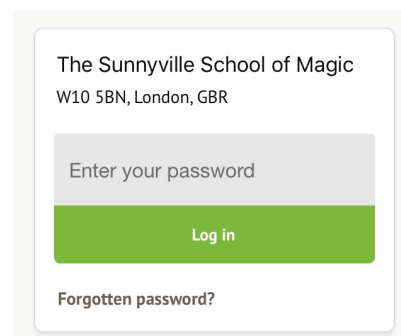 The Sunnyville School of Magic
W10 5BN, London, GBR
Enter your password
Log in
Forgotten password?